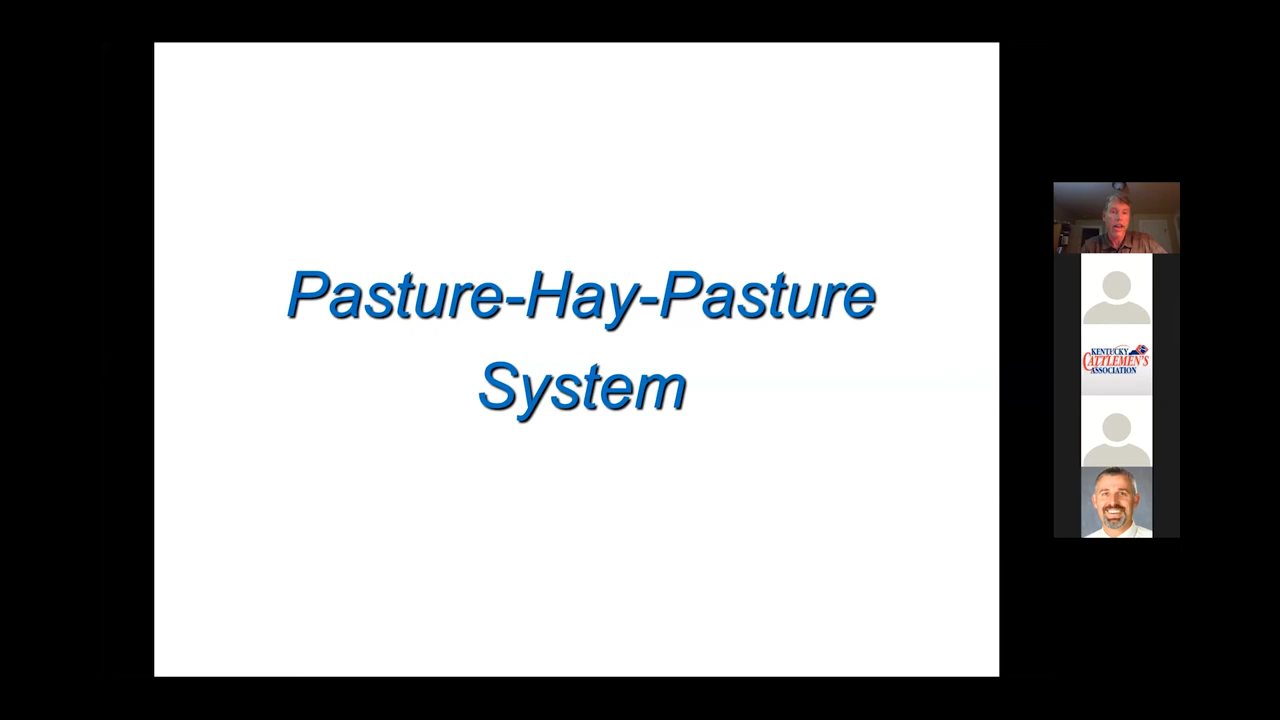 Pasture-Hay-Pasture
System
KENTUCKY
CATTLEMEN'S
ASSOCIATION